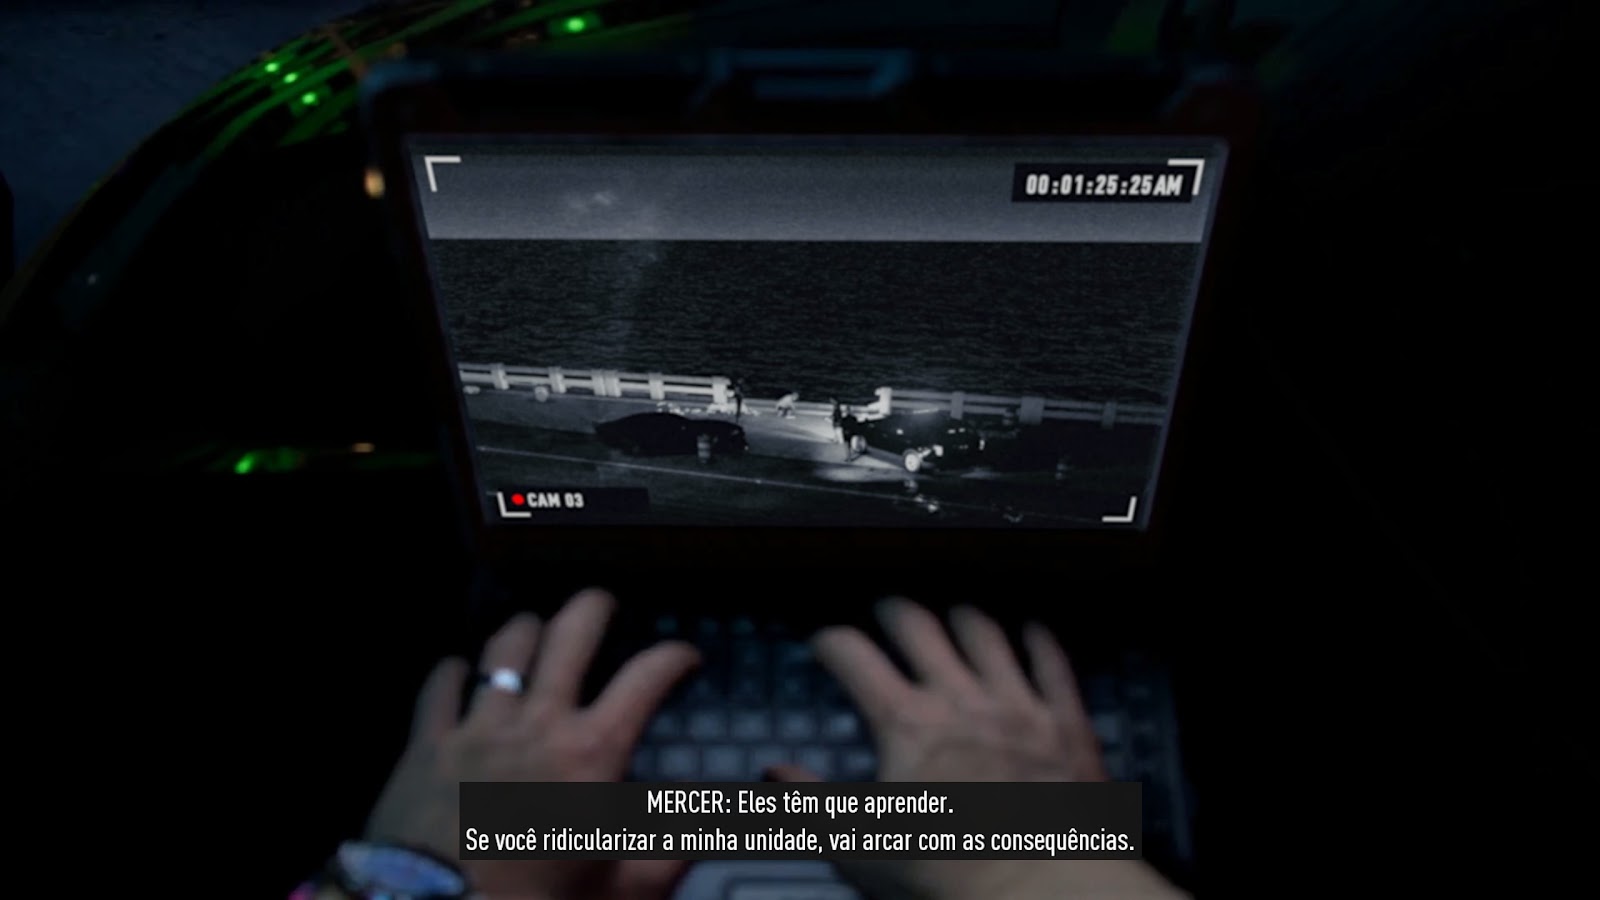 00:01:25:25AM
CAM 03
MERCER: Eles têm que aprender.
Se você ridicularizar a minha unidade, vai arcar com as consequências.